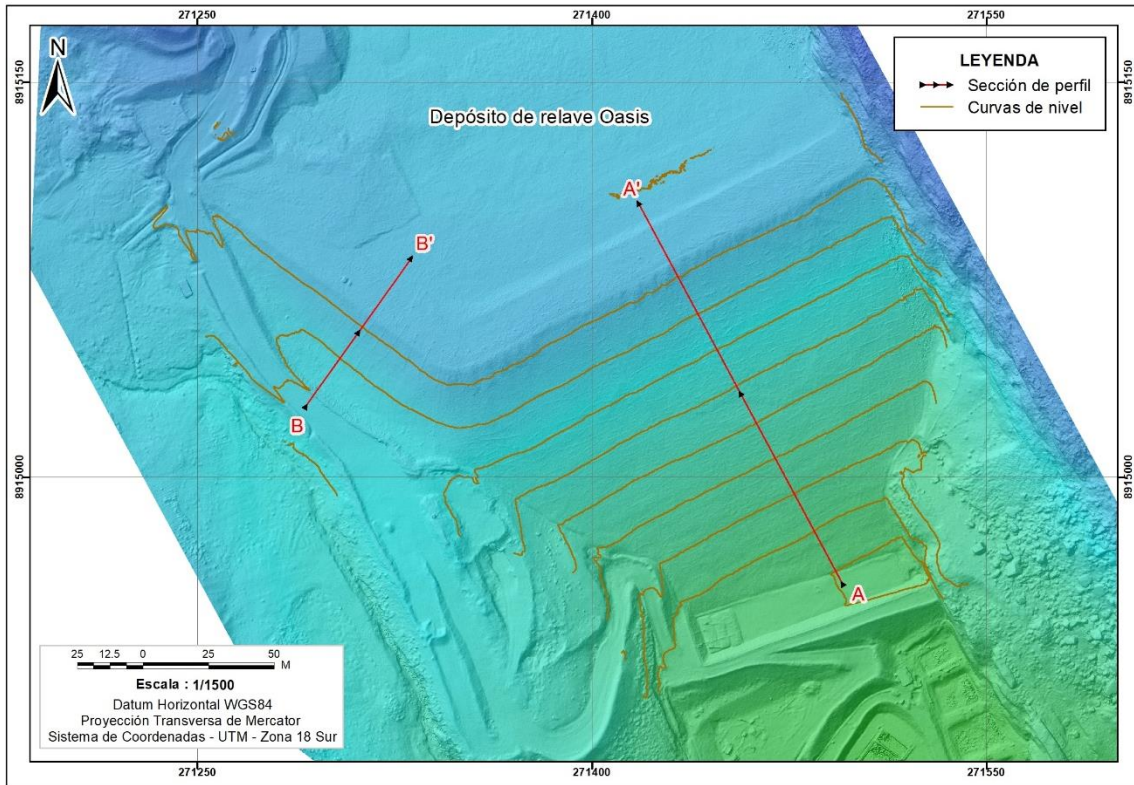 271250
271400
271550
N
8915150
8915150
LEYENDA
Sección de perfil
Curvas de nivel
Depósito de relave Oasis
A'
B'
B
8915000
8915000
A
25 12.5 0 25 50
M
Escala : 1/1500
Datum Horizontal WGS84
Proyección Transversa de Mercator
Sistema de Coordenadas - UTM - Zona 18 Sur
271250
271400
271550